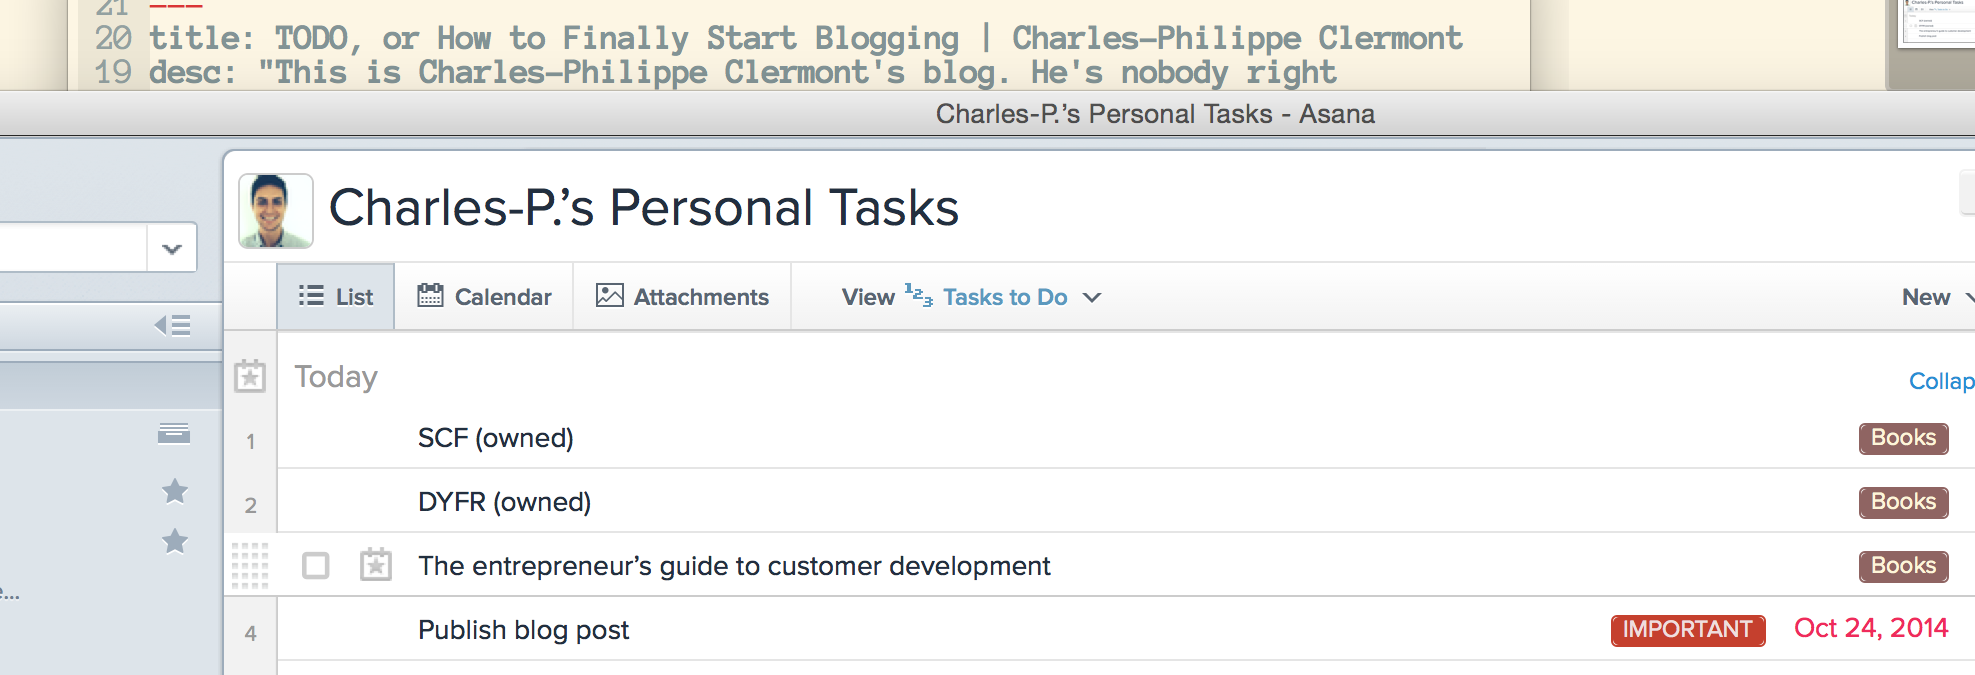 21 ---
20 title: TODO, or How to Finally Start Blogging | Charles-Philippe Clermont
19 desc: "This is Charles-Philippe Clermont's blog. He's nobody right
Charles-P.'s Personal Tasks - Asana
Charles-P.'s Personal Tasks
List Calendar Attachments View Tasks to Do New
Today Collap
1 SCF (owned) Books
2 DYFR (owned) Books
The entrepreneur's guide to customer development Books
e...
4 Publish blog post IMPORTANT Oct 24, 2014